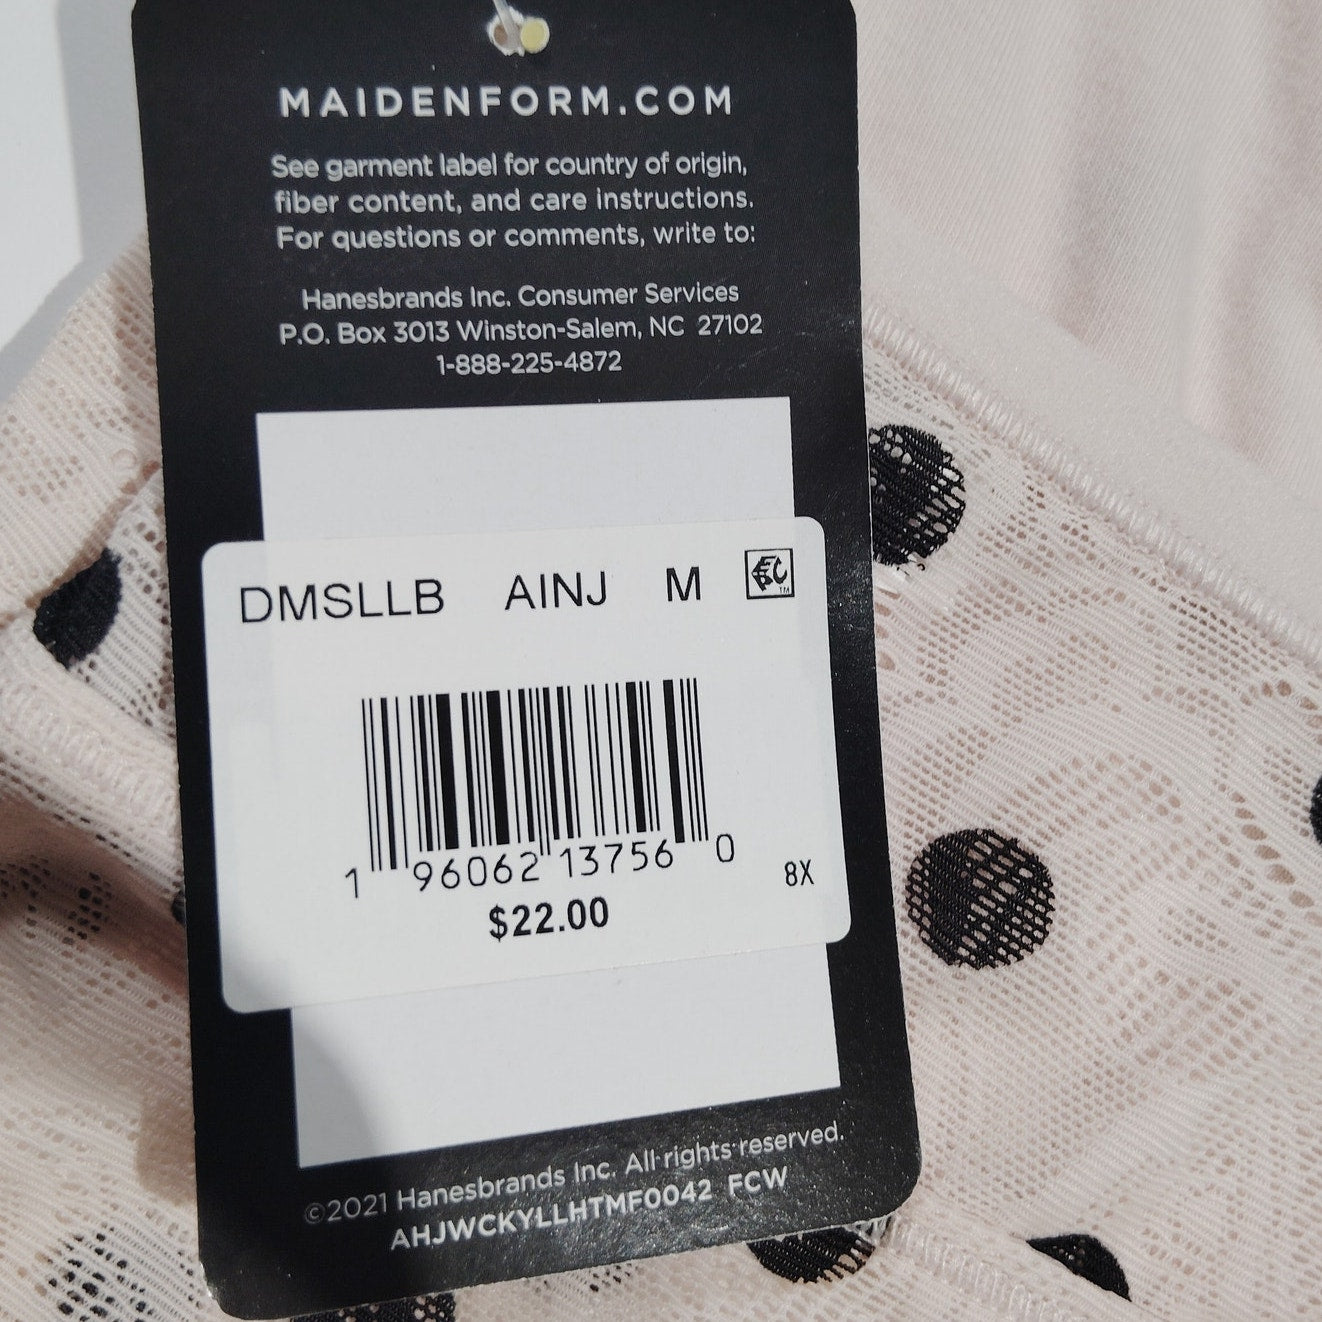 MAIDENFORM.COM
See garment label for country of origin,
fiber content, and care instructions.
For questions or comments, write to:
Hanesbrands Inc. Consumer Services
P.O. Box 3013 Winston-Salem, NC 27102
1-888-225-4872
DMSLLB AINJ M
1 96062 13756 0
8X
$22.00
©2021 Hanesbrands Inc. All rights reserved.
AHJWCKYLLHTMF0042 FCW